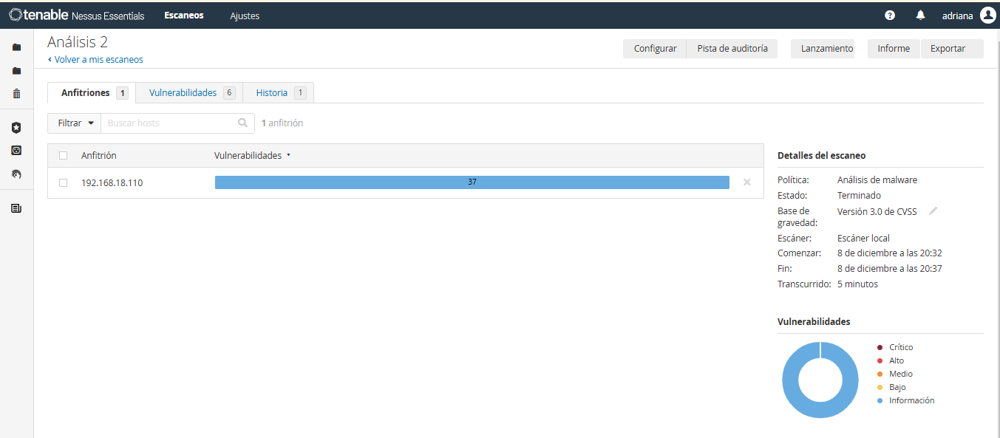 tenable Nessus Essentials Escaneos Ajustes ? adriana
Análisis 2
‹ Volver a mis escaneos
Configurar Pista de auditoría Lanzamiento Informe Exportar
Anfitriones 1 Vulnerabilidades 6 Historia 1
Filtrar Buscar hosts 1 anfitrión
Anfitrión Vulnerabilidades
192.168.18.110 37
Detalles del escaneo
Política: Análisis de malware
Estado: Terminado
Base de gravedad: Versión 3.0 de CVSS
Escáner: Escáner local
Comenzar: 8 de diciembre a las 20:32
Fin: 8 de diciembre a las 20:37
Transcurrido: 5 minutos
Vulnerabilidades
Crítico
Alto
Medio
Bajo
Información